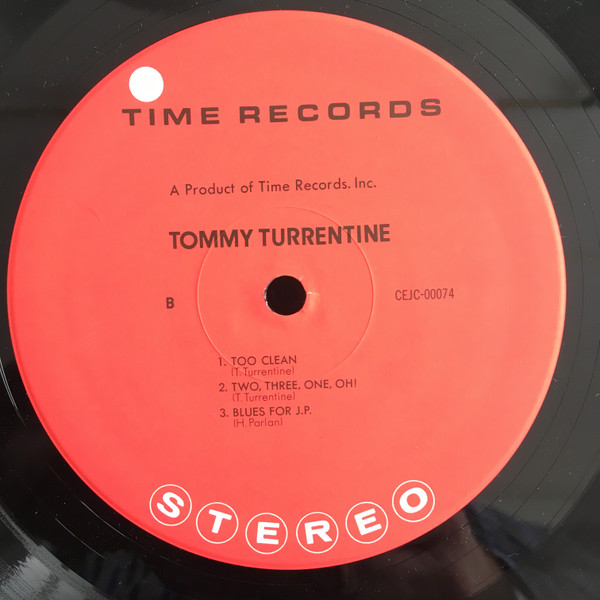 TIME RECORDS
A Product of Time Records. Inc.
TOMMY TURRENTINE
B
CEJC-00074
1. TOO CLEAN
(T. Turrentine)
2. TWO, THREE, ONE, OH!
(T. Turrentine)
3. BLUES FOR J.P.
(H. Parlan)
STEREO